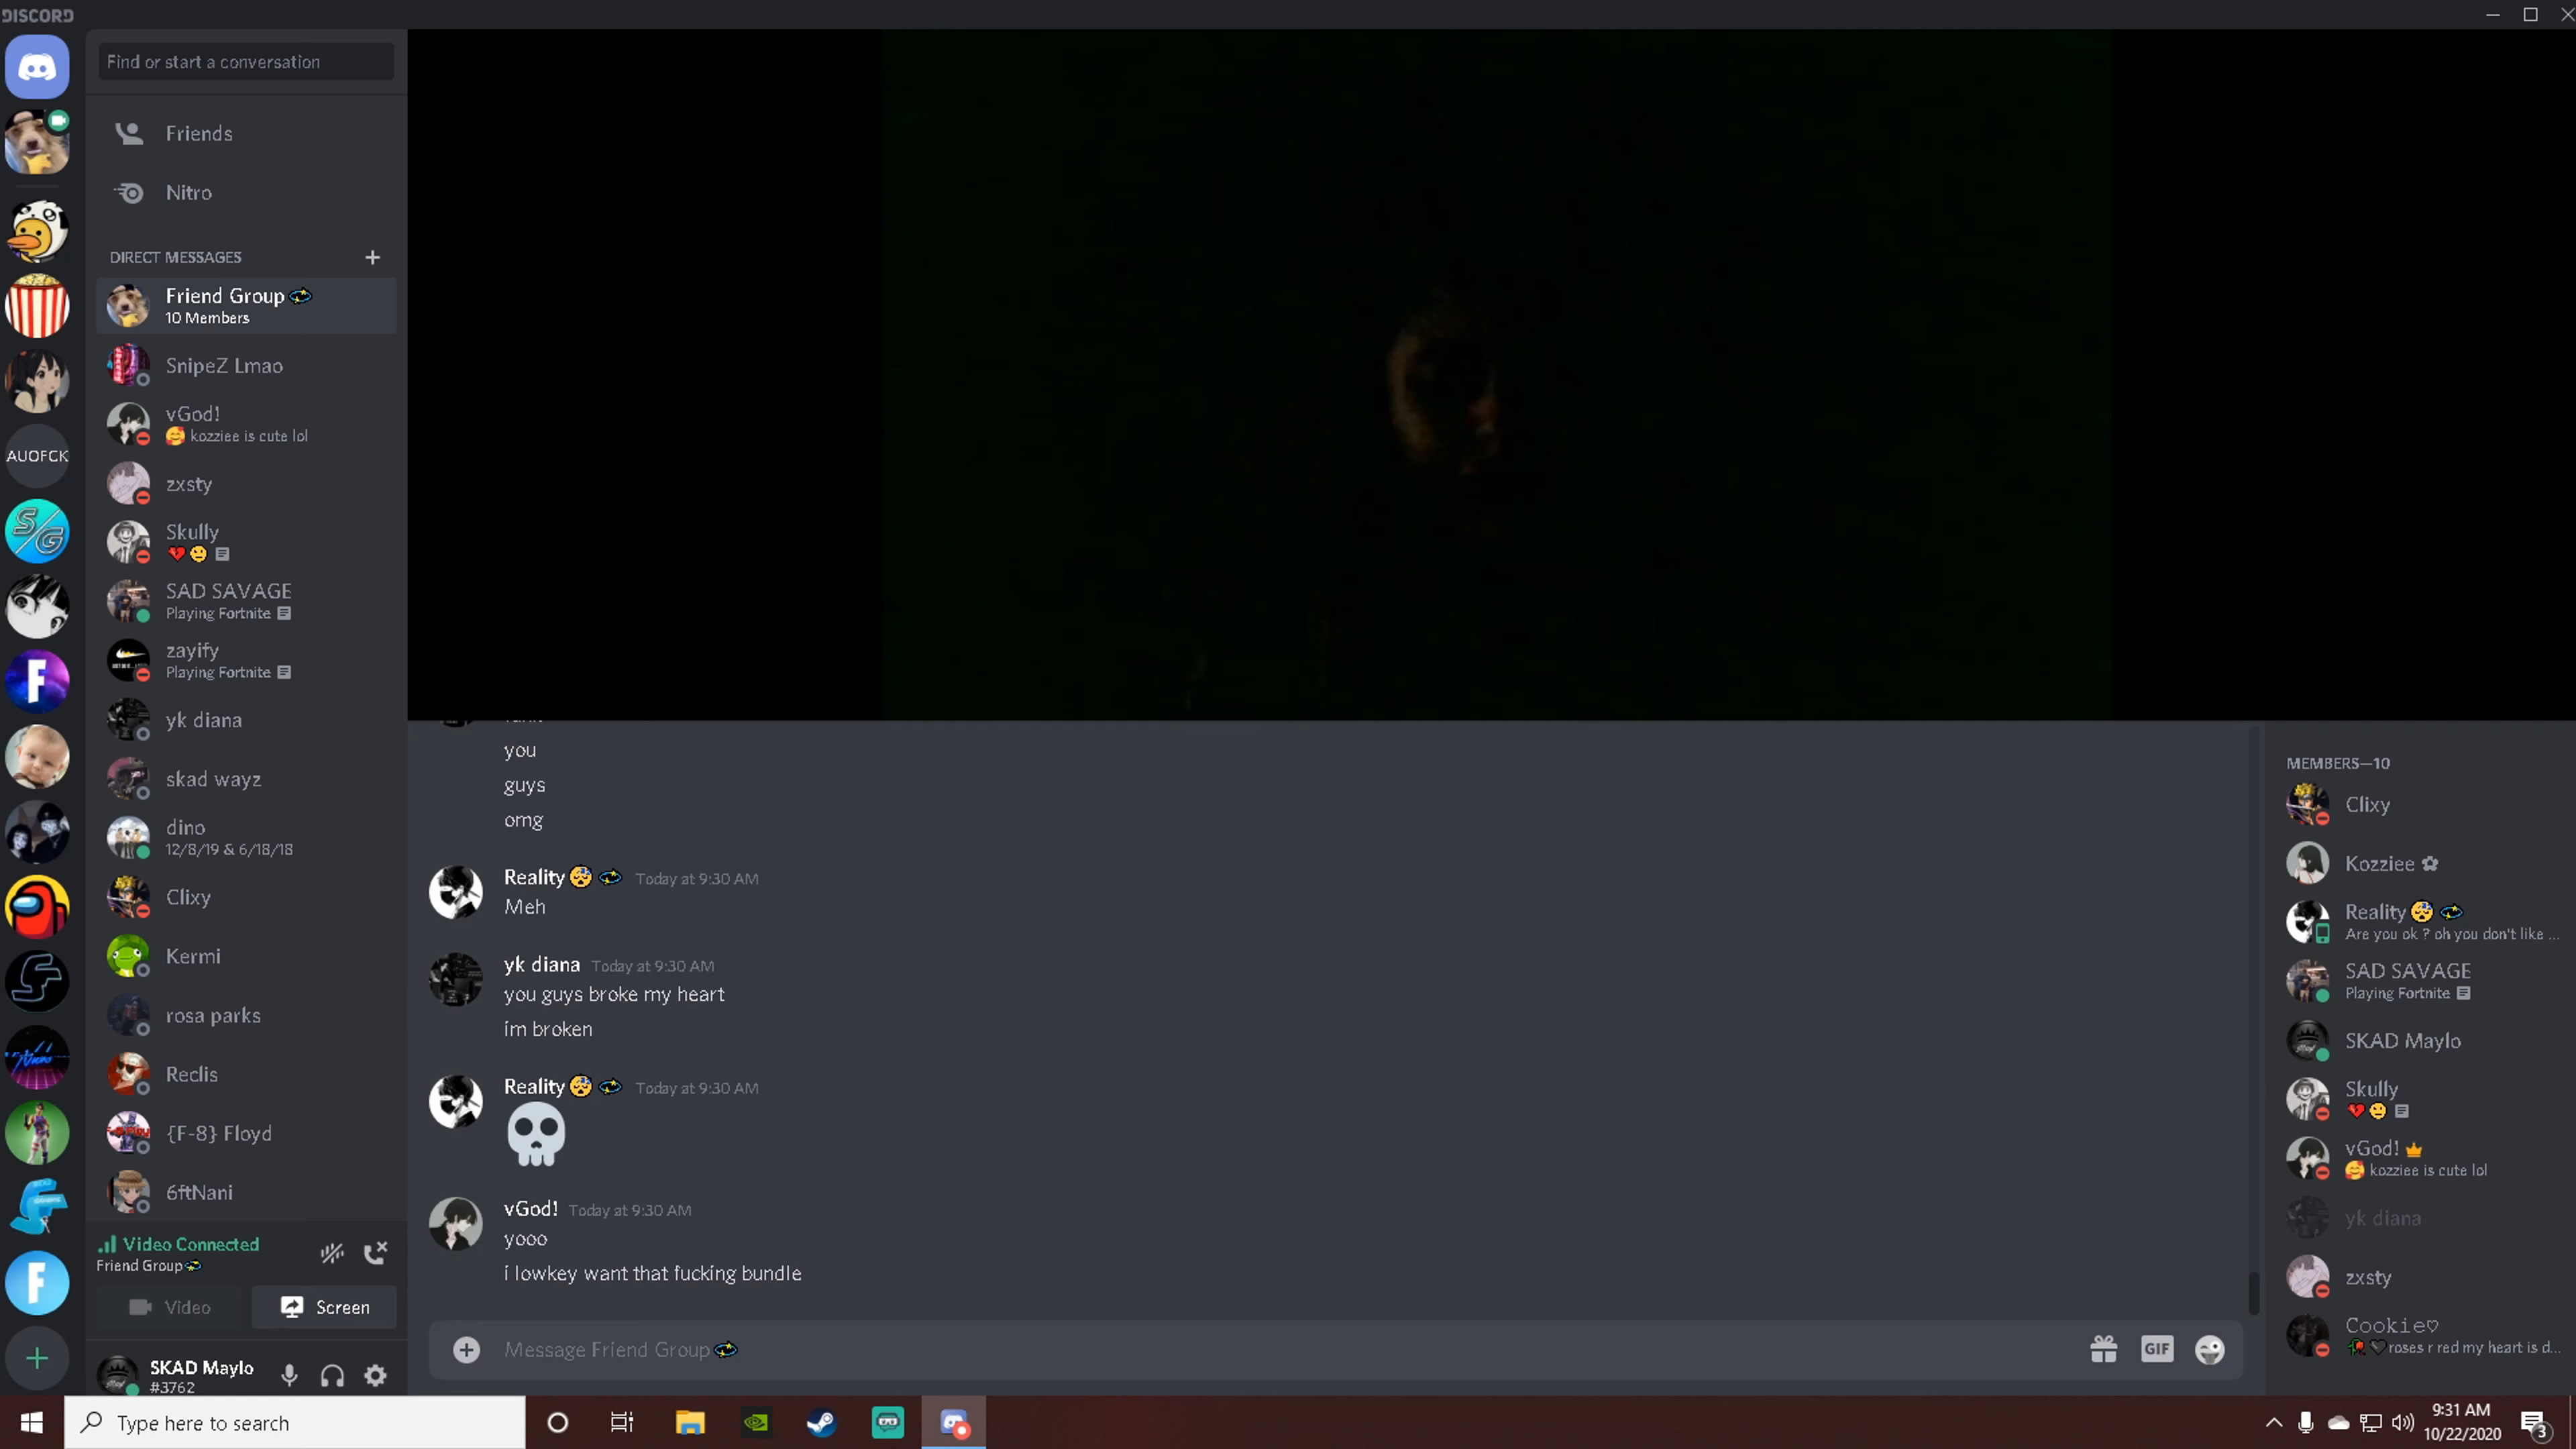 DISCORD
Find or start a conversation
Friends
Nitro
DIRECT MESSAGES
Friend Group
10 Members
SnipeZ Lmao
vGod!
kozziee is cute lol
zxsty
Skully
SAD SAVAGE
Playing Fortnite
zayify
Playing Fortnite
yk diana
skad wayz
dino
12/8/19 & 6/18/18
Clixy
Kermi
rosa parks
Reclis
{F-8} Floyd
6ftNani
AUOFCK
S/G
F
F
Video Connected
Friend Group
Video
Screen
SKAD Maylo
#3762
you
guys
omg
Reality Today at 9:30 AM
Meh
yk diana Today at 9:30 AM
you guys broke my heart
im broken
Reality Today at 9:30 AM
vGod! Today at 9:30 AM
yooo
i lowkey want that fucking bundle
Message Friend Group
GIF
MEMBERS—10
Clixy
Kozziee ✿
Reality
Are you ok ? oh you don't like ...
SAD SAVAGE
Playing Fortnite
SKAD Maylo
Skully
vGod!
kozziee is cute lol
yk diana
zxsty
Cookie♡
roses r red my heart is d...
Type here to search
9:31 AM
10/22/2020
3